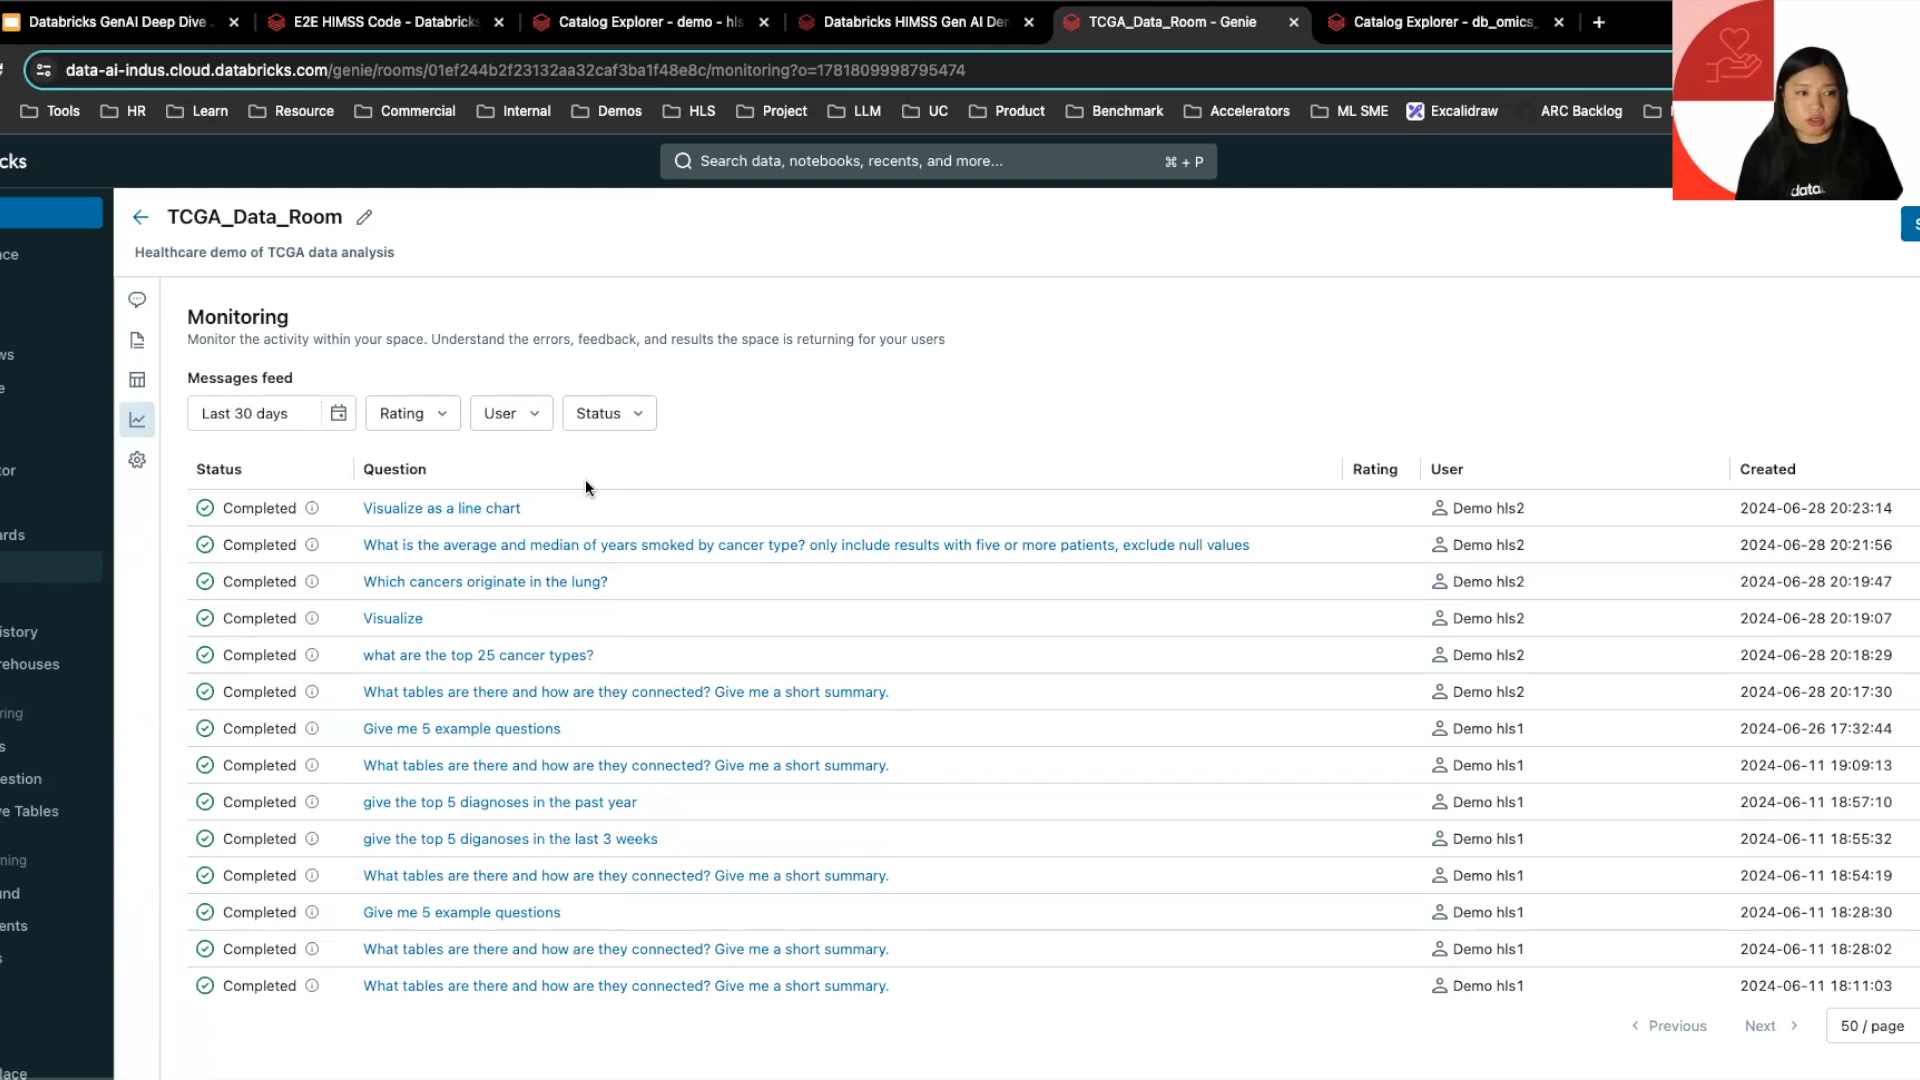 Databricks GenAI Deep Dive
E2E HIMSS Code - Databricks
Catalog Explorer - demo - hls
Databricks HIMSS Gen AI Dem
TCGA_Data_Room - Genie
Catalog Explorer - db_omics_
data-ai-indus.cloud.databricks.com/genie/rooms/01ef244b2f23132aa32caf3ba1f48e8c/monitoring?o=1781809998795474
Tools HR Learn Resource Commercial Internal Demos HLS Project LLM UC Product Benchmark Accelerators ML SME Excalidraw ARC Backlog
data
cks
Search data, notebooks, recents, and more... ⌘ + P
TCGA_Data_Room
Healthcare demo of TCGA data analysis
ce
ws
e
or
rds
istory
rehouses
ring
s
estion
ve Tables
ning
und
ents
s
lace
Monitoring
Monitor the activity within your space. Understand the errors, feedback, and results the space is returning for your users
Messages feed
Last 30 days Rating User Status
Status Question Rating User Created
Completed Visualize as a line chart Demo hls2 2024-06-28 20:23:14
Completed What is the average and median of years smoked by cancer type? only include results with five or more patients, exclude null values Demo hls2 2024-06-28 20:21:56
Completed Which cancers originate in the lung? Demo hls2 2024-06-28 20:19:47
Completed Visualize Demo hls2 2024-06-28 20:19:07
Completed what are the top 25 cancer types? Demo hls2 2024-06-28 20:18:29
Completed What tables are there and how are they connected? Give me a short summary. Demo hls2 2024-06-28 20:17:30
Completed Give me 5 example questions Demo hls1 2024-06-26 17:32:44
Completed What tables are there and how are they connected? Give me a short summary. Demo hls1 2024-06-11 19:09:13
Completed give the top 5 diagnoses in the past year Demo hls1 2024-06-11 18:57:10
Completed give the top 5 diganoses in the last 3 weeks Demo hls1 2024-06-11 18:55:32
Completed What tables are there and how are they connected? Give me a short summary. Demo hls1 2024-06-11 18:54:19
Completed Give me 5 example questions Demo hls1 2024-06-11 18:28:30
Completed What tables are there and how are they connected? Give me a short summary. Demo hls1 2024-06-11 18:28:02
Completed What tables are there and how are they connected? Give me a short summary. Demo hls1 2024-06-11 18:11:03
Previous Next 50 / page